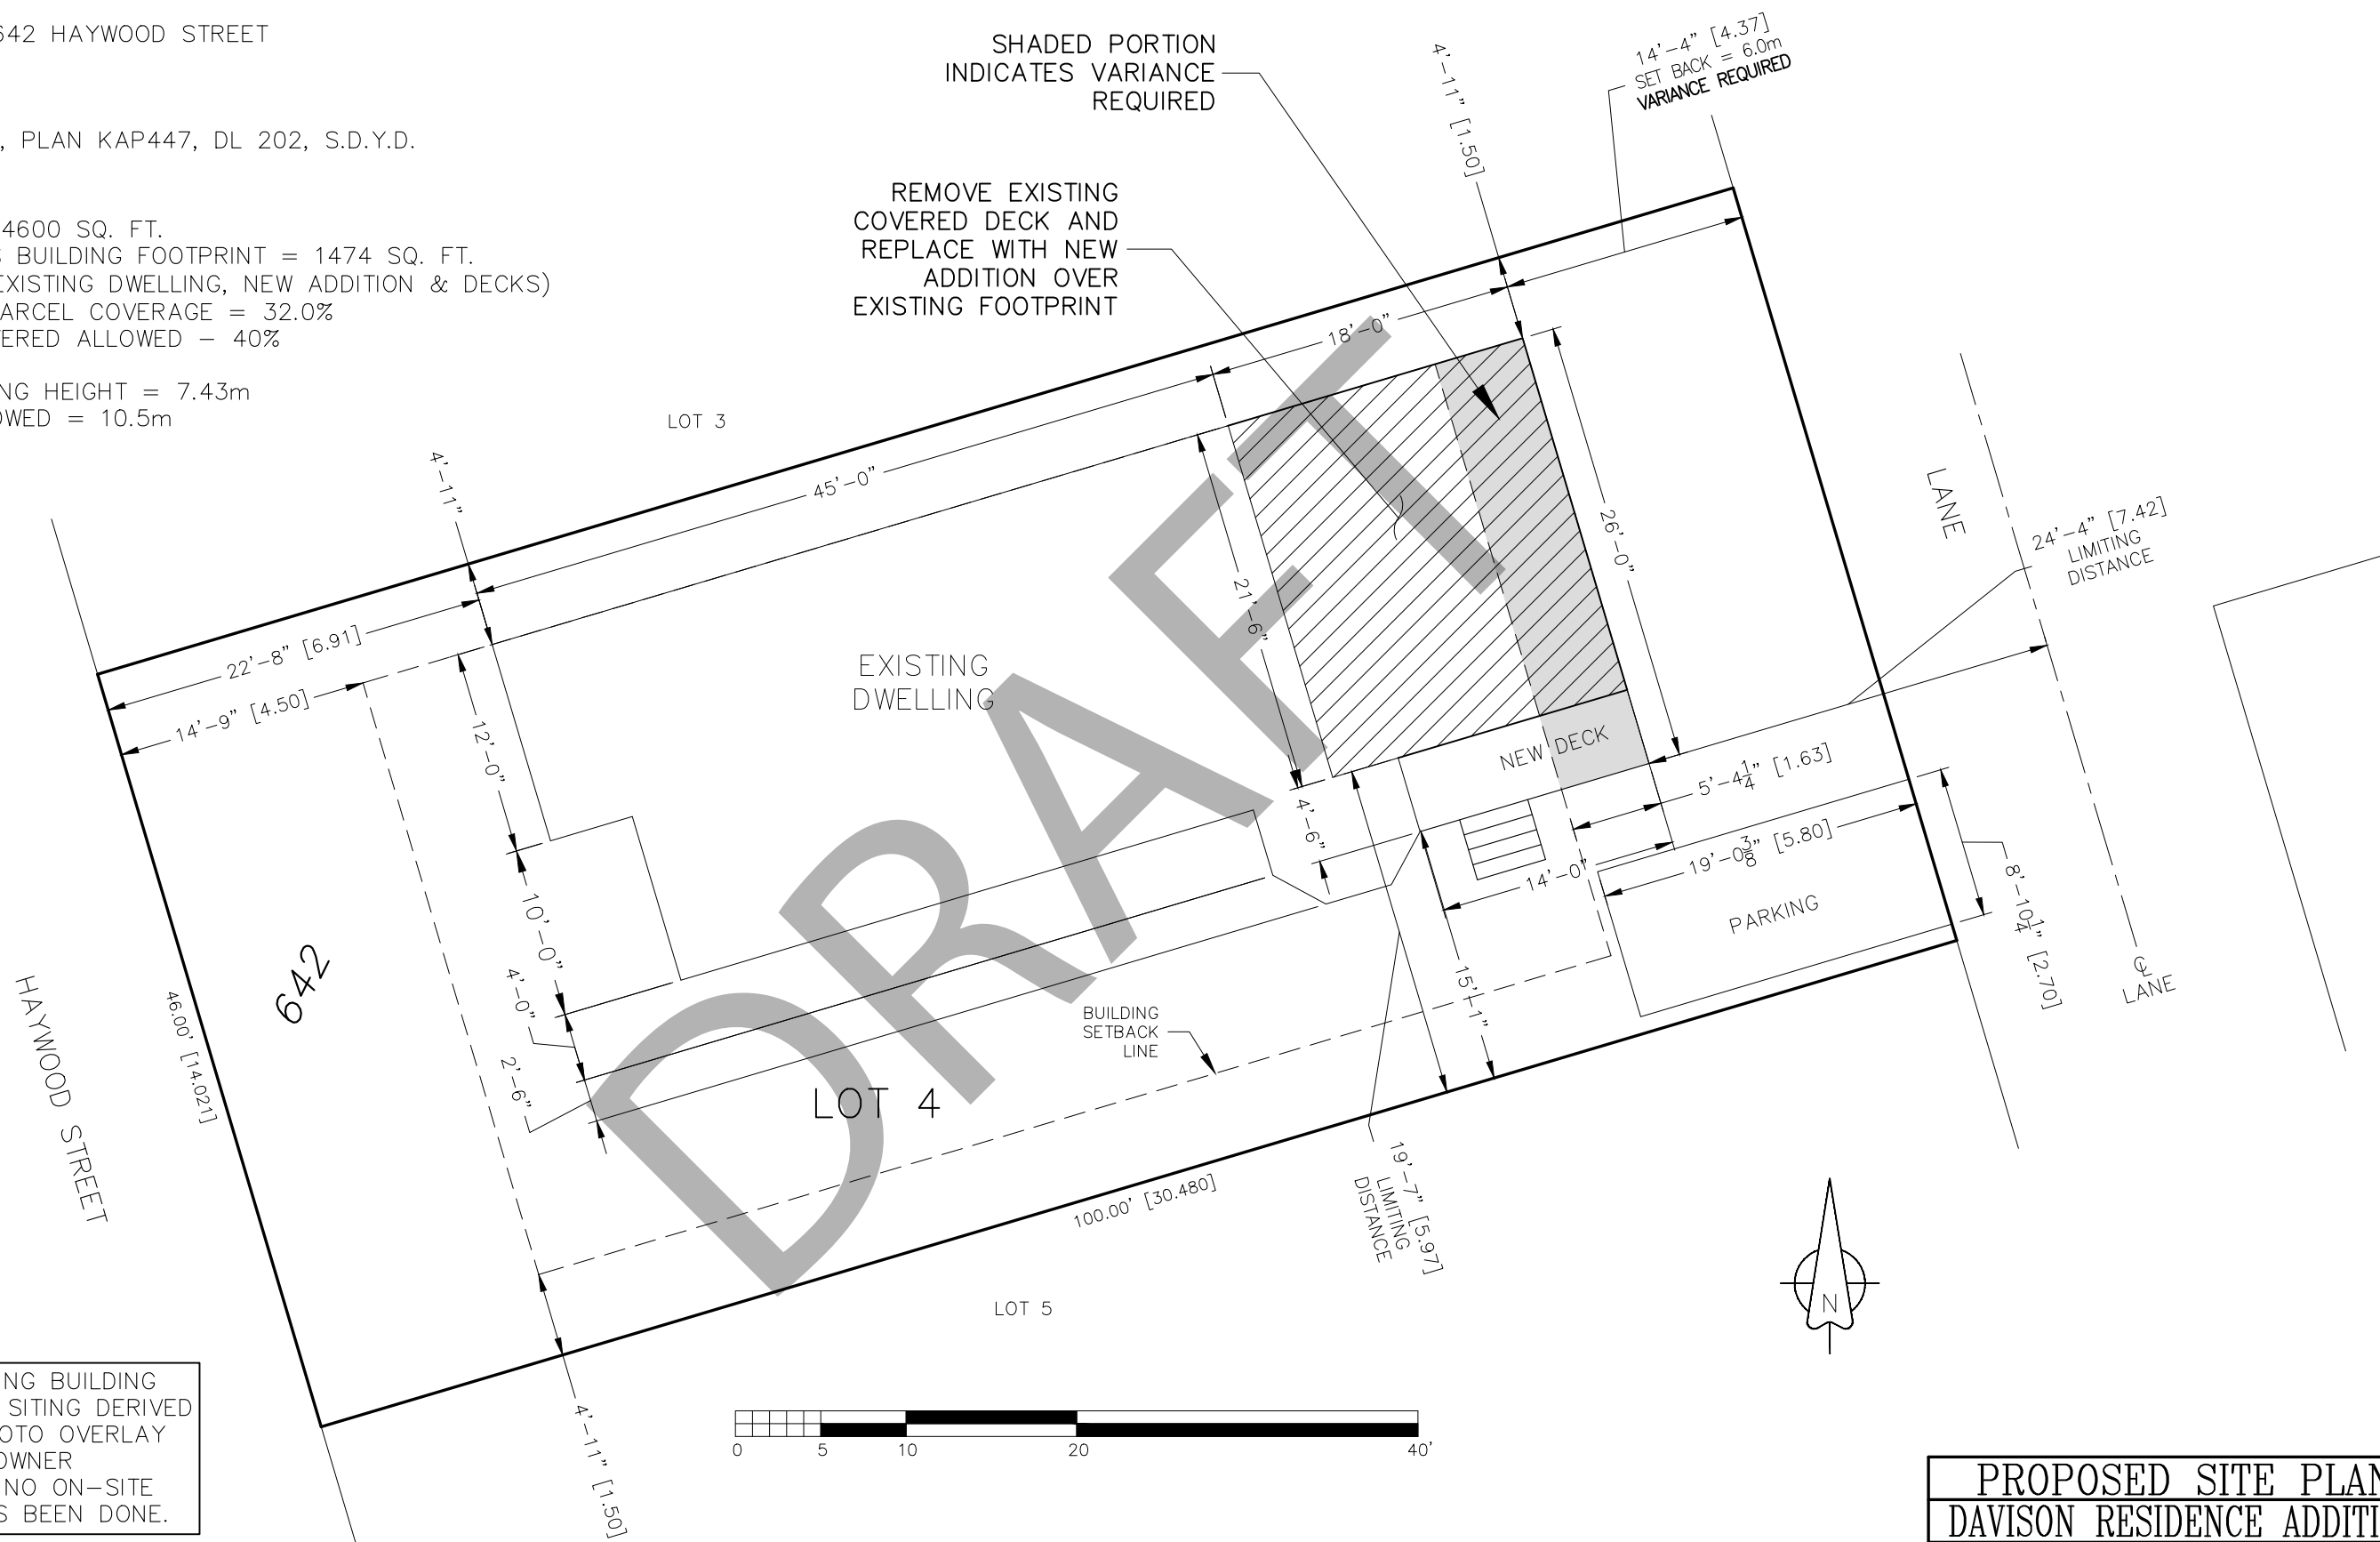 642 HAYWOOD STREET
, PLAN KAP447, DL 202, S.D.Y.D.
4600 SQ. FT.
BUILDING FOOTPRINT = 1474 SQ. FT.
EXISTING DWELLING, NEW ADDITION & DECKS)
ARCEL COVERAGE = 32.0%
ERED ALLOWED – 40%
NG HEIGHT = 7.43m
OWED = 10.5m
SHADED PORTION
INDICATES VARIANCE
REQUIRED
REMOVE EXISTING
COVERED DECK AND
REPLACE WITH NEW
ADDITION OVER
EXISTING FOOTPRINT
4'–11" [1.50]
14'–4" [4.37]
SET BACK = 6.0m
VARIANCE REQUIRED
18'–0"
LOT 3
45'–0"
4'–11"
22'–8" [6.91]
14'–9" [4.50]
12'–0"
10'–0"
4'–0"
2'–6"
EXISTING
DWELLING
21'–6"
26'–0"
4'–6"
NEW DECK
LANE
24'–4" [7.42]
LIMITING
DISTANCE
5'–4 1/4" [1.63]
14'–0"
19'–0 3/8" [5.80]
PARKING
8'–10 1/4" [2.70]
15'–1"
℄
LANE
HAYWOOD STREET
46.00' [14.021]
642
BUILDING
SETBACK
LINE
LOT 4
DRAFT
19'–7" [5.97]
LIMITING
DISTANCE
100.00' [30.480]
LOT 5
4'–11" [1.50]
N
0 5 10 20 40'
NG BUILDING
SITING DERIVED
OTO OVERLAY
OWNER
NO ON–SITE
S BEEN DONE.
PROPOSED SITE PLAN
DAVISON RESIDENCE ADDITI